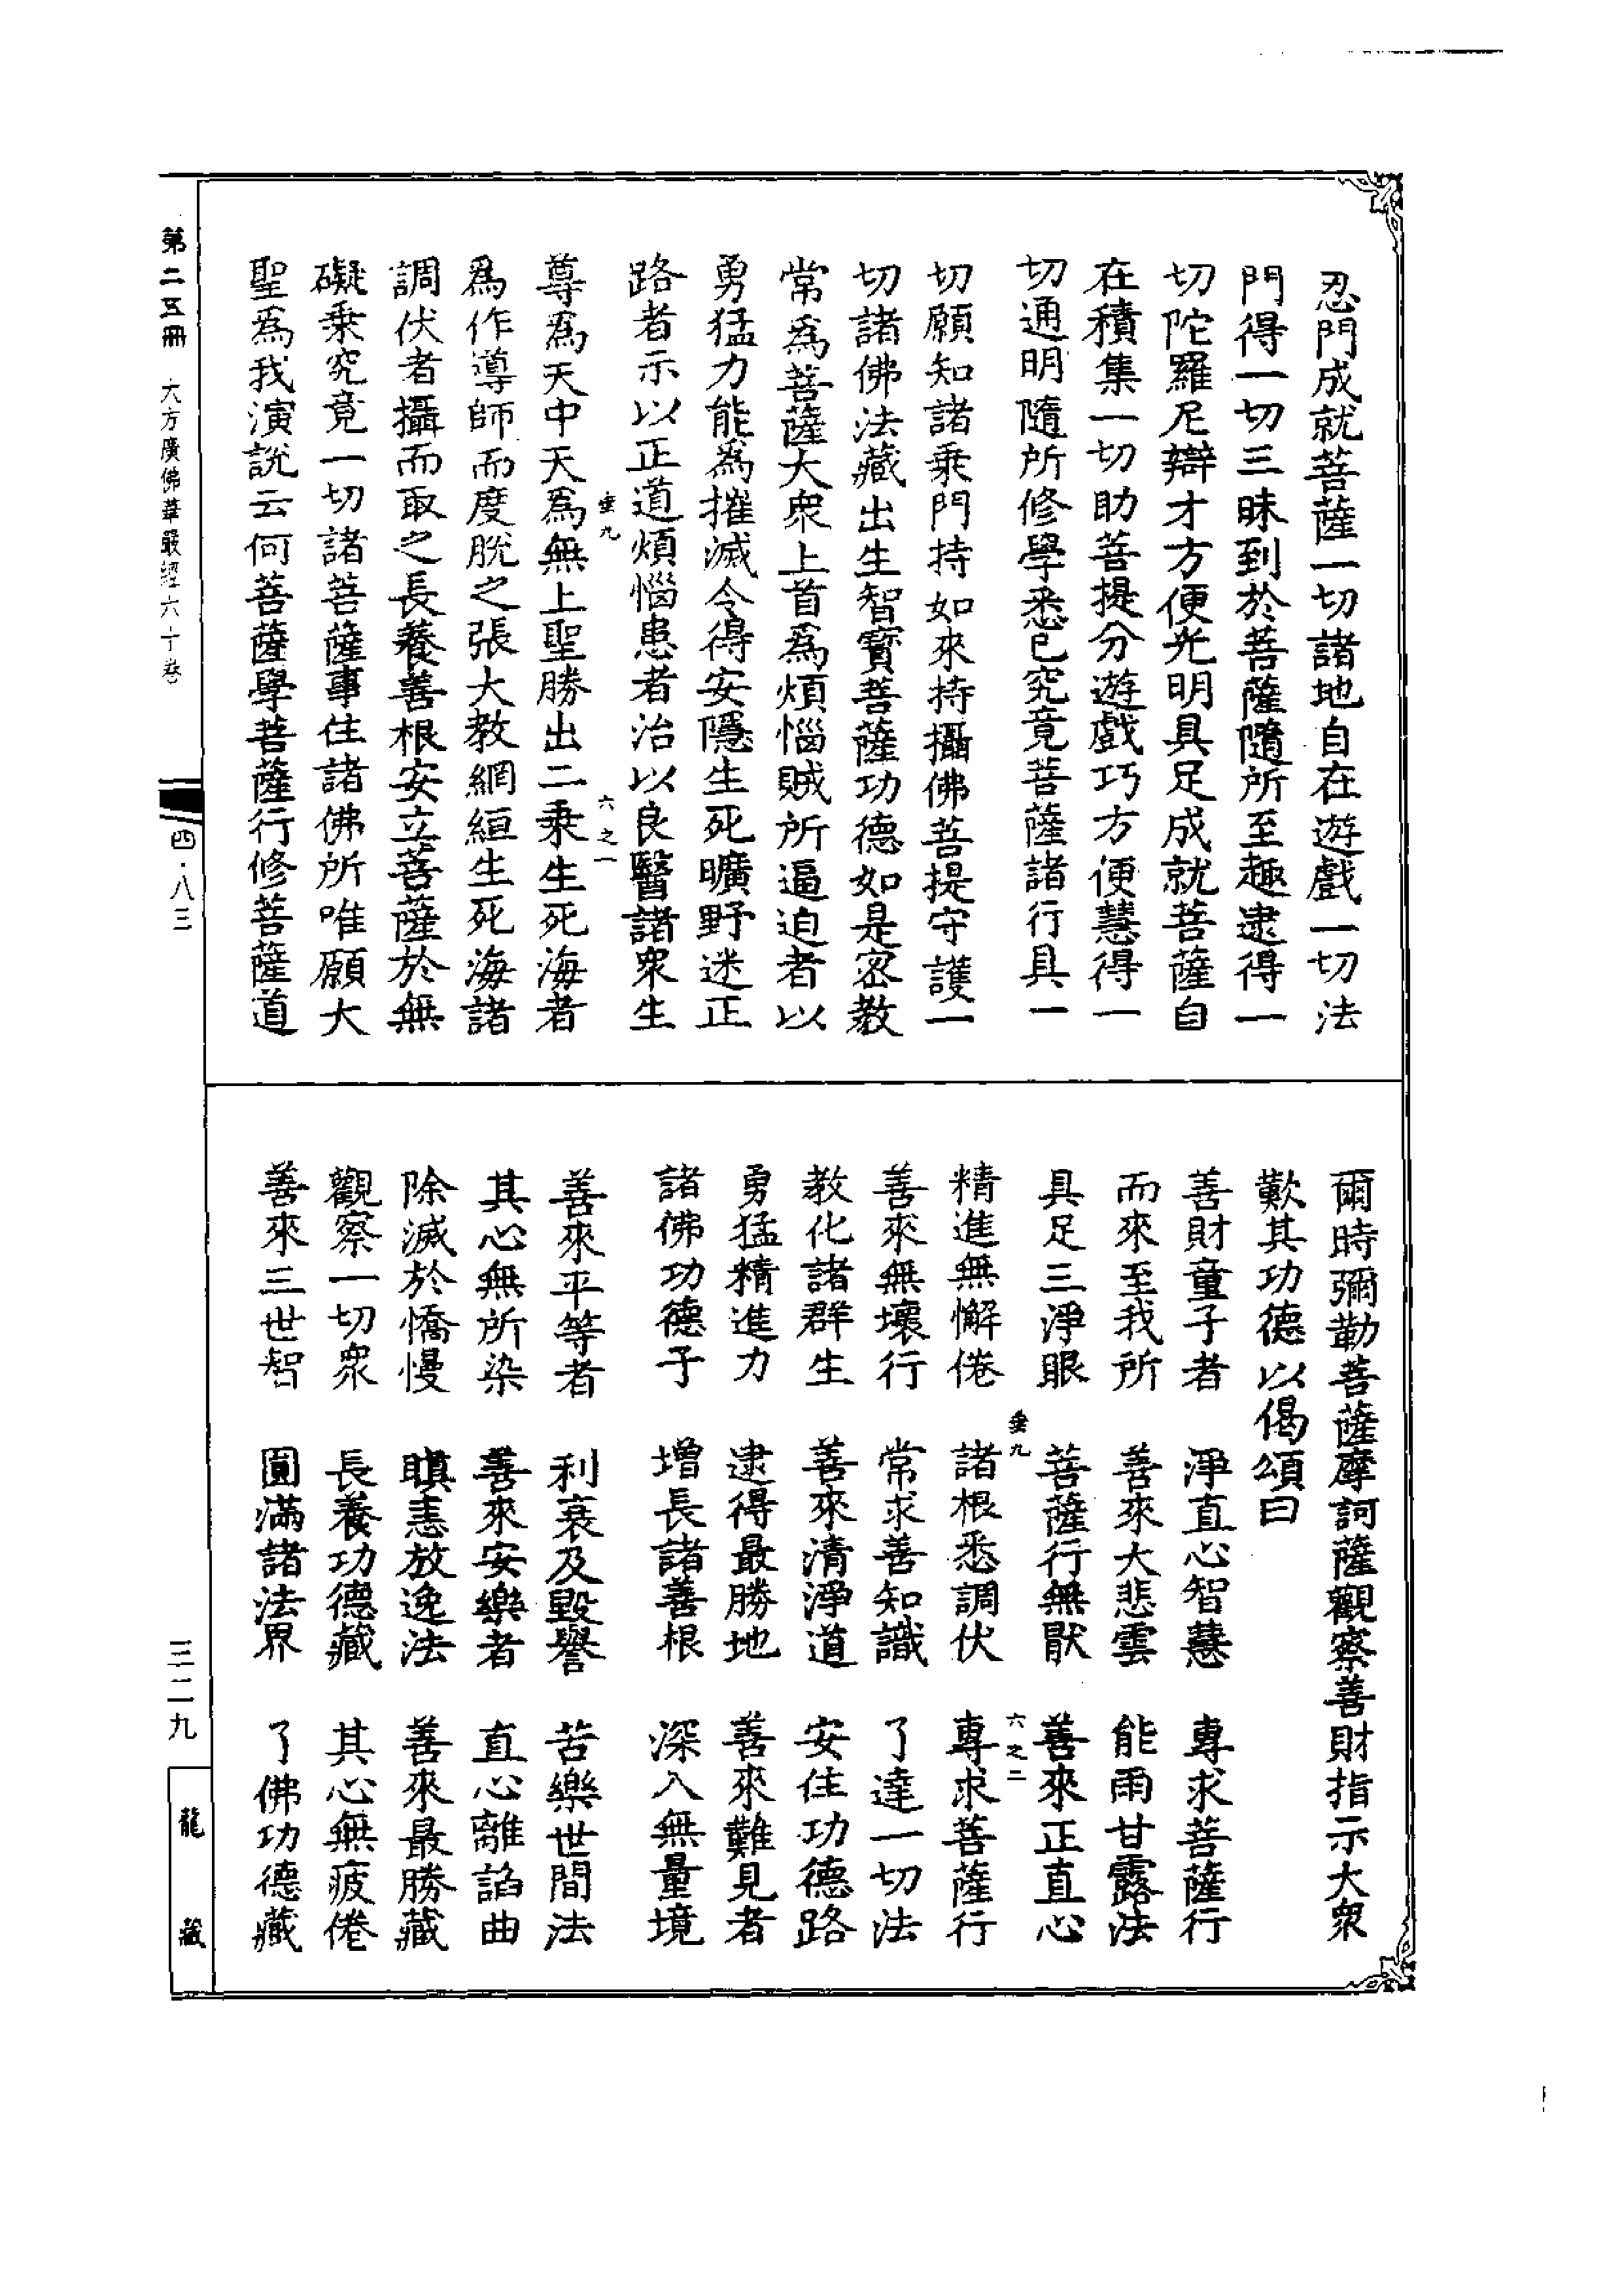 忍門成就菩薩一切諸地自在遊戲一切法
門得一切三昧到於菩薩隨所至趣逮得一
切陀羅尼辯才方便光明具足成就菩薩自
在積集一切助菩提分遊戲巧方便慧得一
切通明隨所修學悉已究竟菩薩諸行具一
切願知諸乘門持如來持攝佛菩提守護一
切諸佛法藏出生智寶菩薩功德如是密教
常為菩薩大衆上首為煩惱賊所逼迫者以
勇猛力能為摧滅令得安隱生死曠野迷正
路者示以正道煩惱患者治以良醫諸衆生
垂九 六之一
尊為天中天為無上聖勝出二乘生死海者
為作導師而度脫之張大教網絙生死海諸
調伏者攝而取之長養善根安立菩薩於無
礙乘究竟一切諸菩薩事住諸佛所唯願大
聖為我演說云何菩薩學菩薩行修菩薩道
爾時彌勒菩薩摩訶薩觀察善財指示大衆
歎其功德以偈頌曰
善財童子者 淨直心智慧 專求菩薩行
而來至我所 善來大悲雲 能雨甘露法
具足三淨眼 菩薩行無厭 善來正直心
垂九 六之二
精進無懈倦 諸根悉調伏 專求菩薩行
善來無壞行 常求善知識 了達一切法
教化諸群生 善來清淨道 安住功德路
勇猛精進力 逮得最勝地 善來難見者
諸佛功德子 增長諸善根 深入無量境
善來平等者 利衰及毀譽 苦樂世間法
其心無所染 善來安樂者 直心離諂曲
除滅於憍慢 瞋恚放逸法 善來最勝藏
觀察一切衆 長養功德藏 其心無疲倦
善來三世智 圓滿諸法界 了佛功德藏
第二五冊 大方廣佛華嚴經六十卷
四·八三
三二九
龍藏